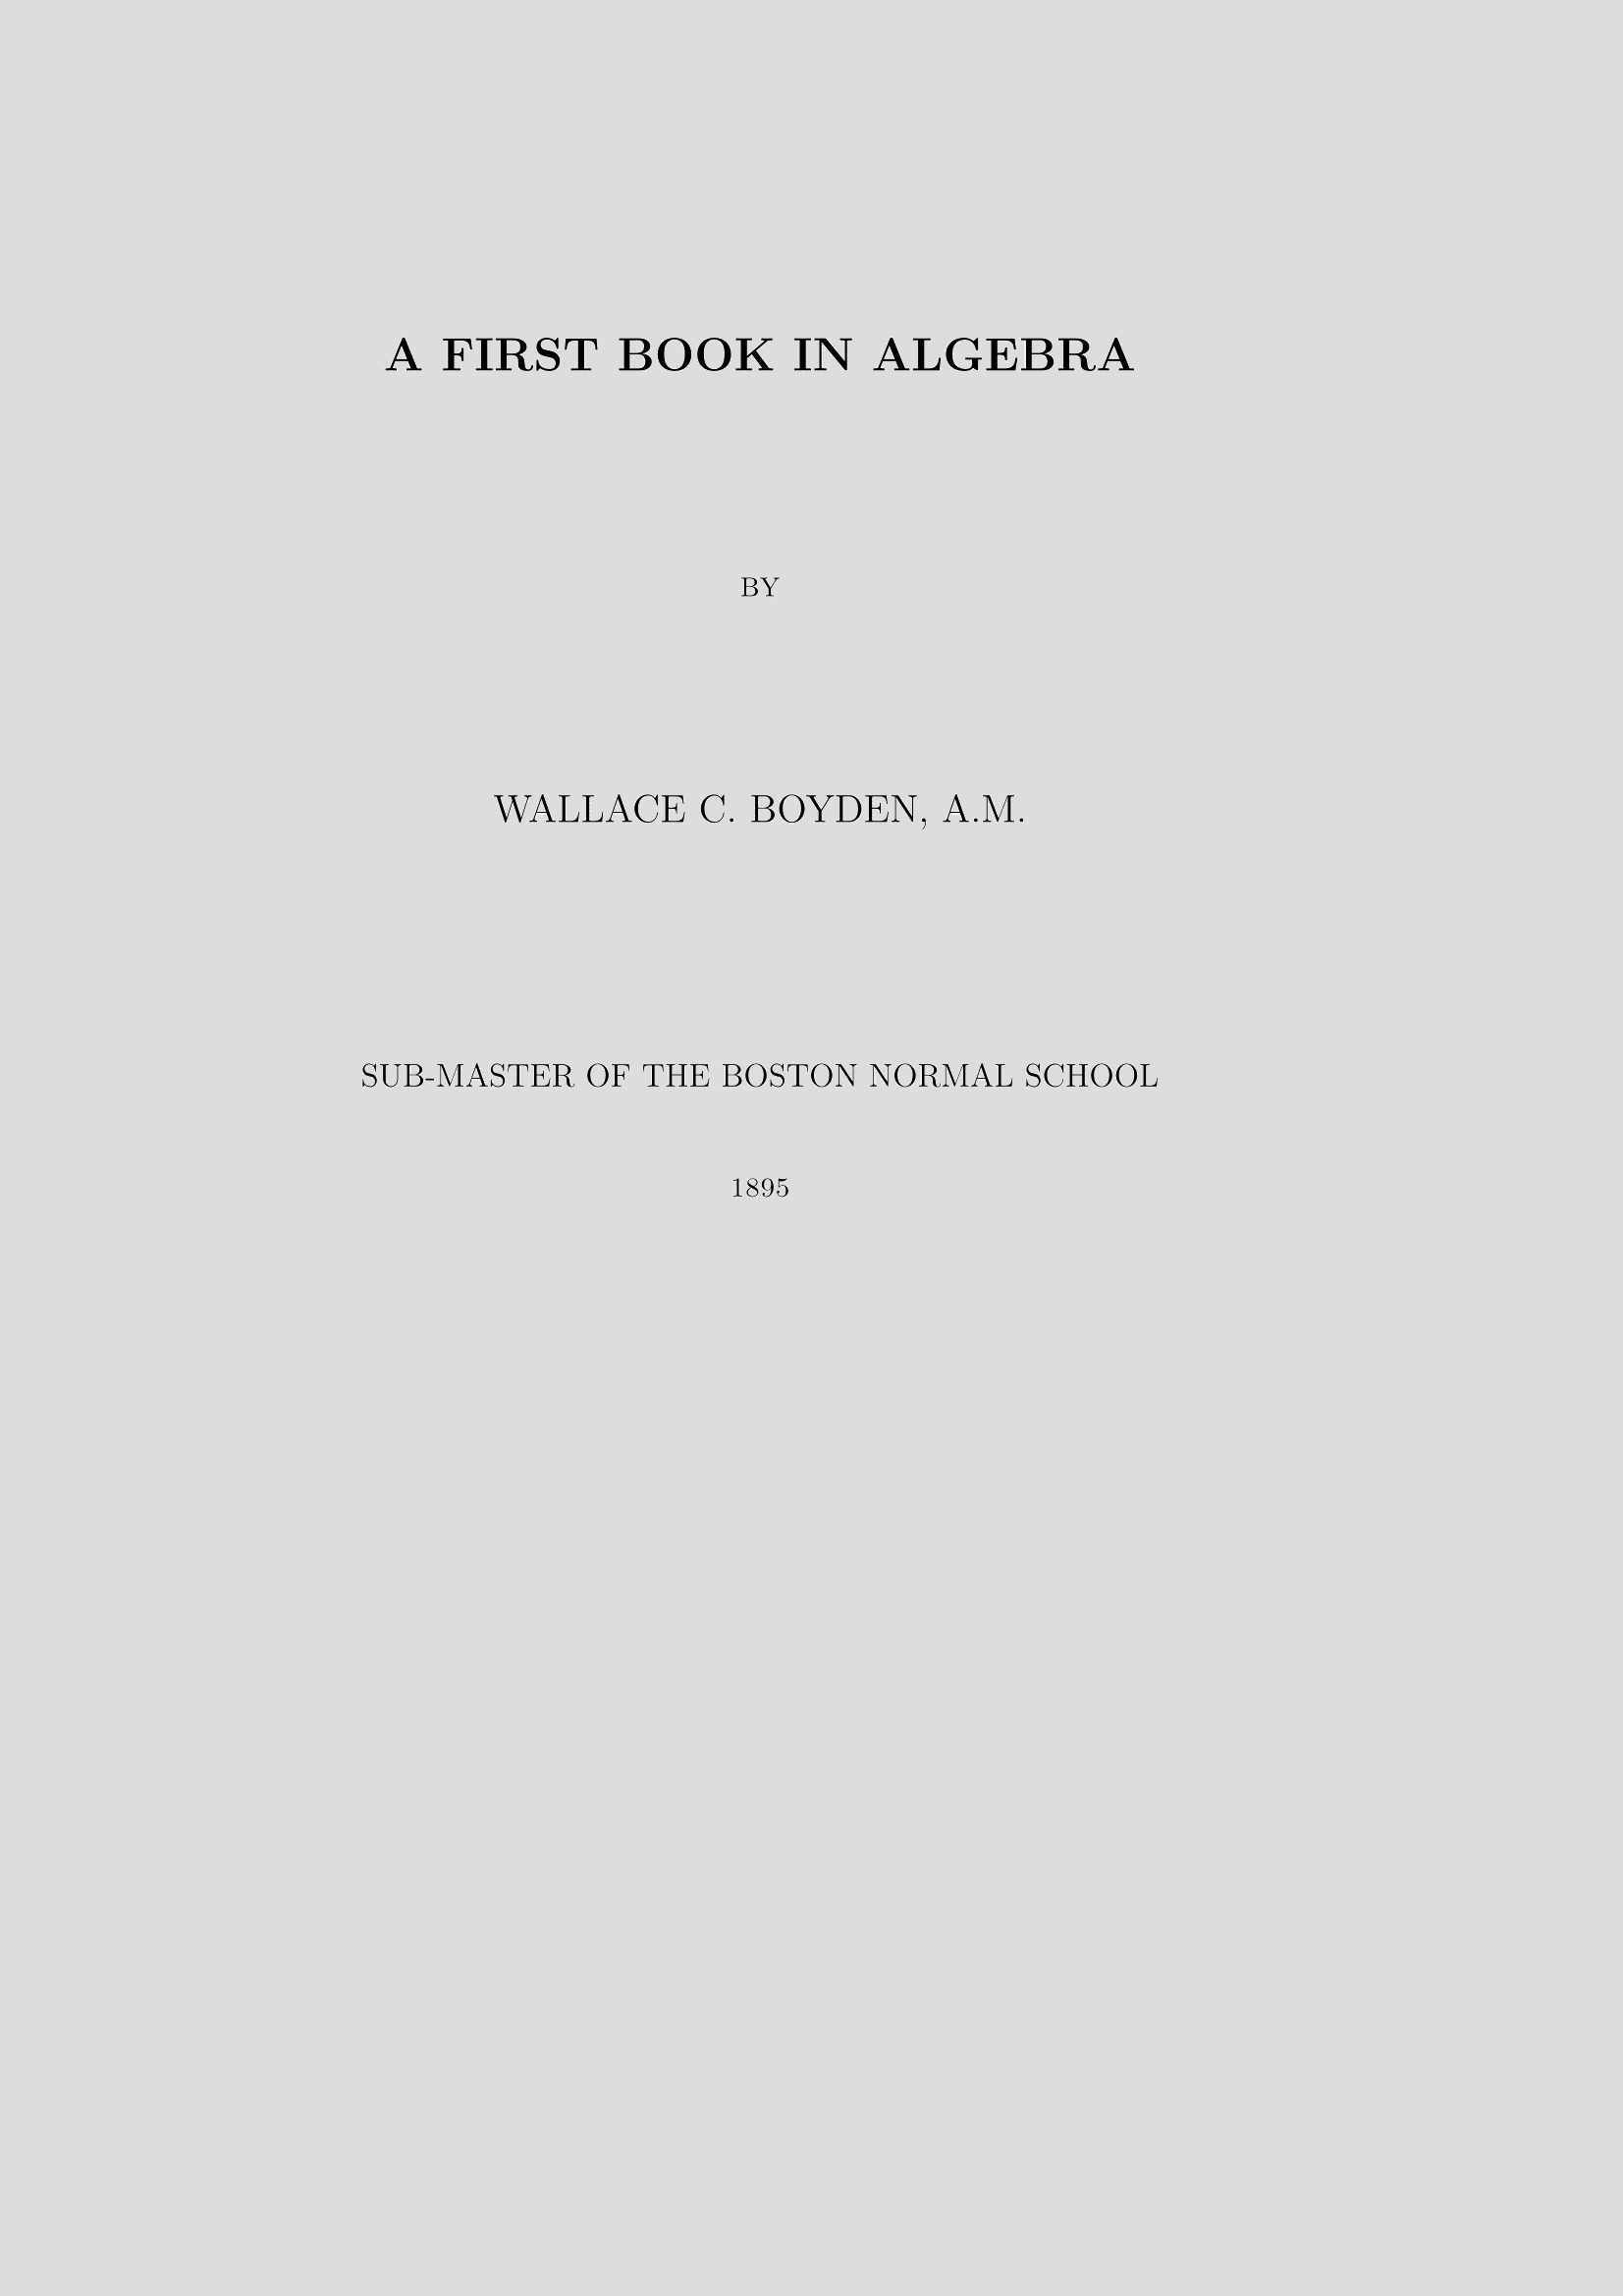 A FIRST BOOK IN ALGEBRA
BY
WALLACE C. BOYDEN, A.M.
SUB-MASTER OF THE BOSTON NORMAL SCHOOL
1895